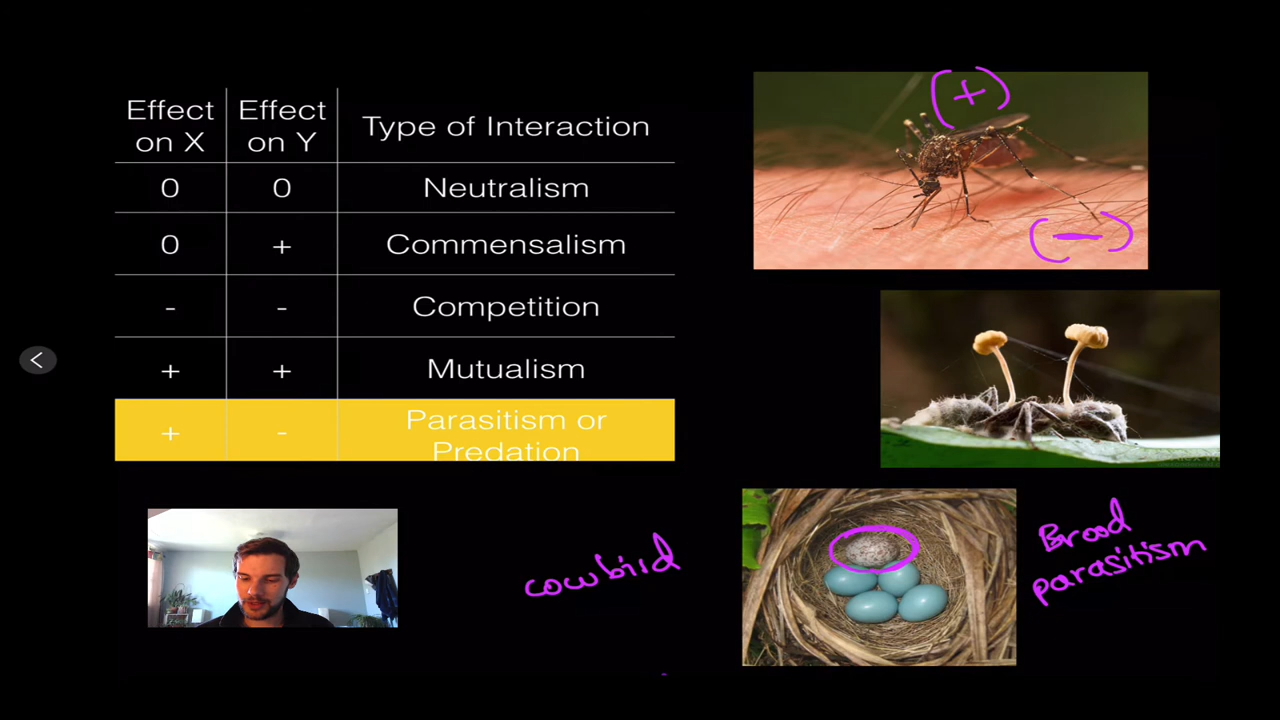 Effect on X
Effect on Y
Type of Interaction
0 0 Neutralism
0 + Commensalism
- - Competition
+ + Mutualism
+ - Parasitism or
Predation
(+)
(-)
cowbird
Brood
parasitism